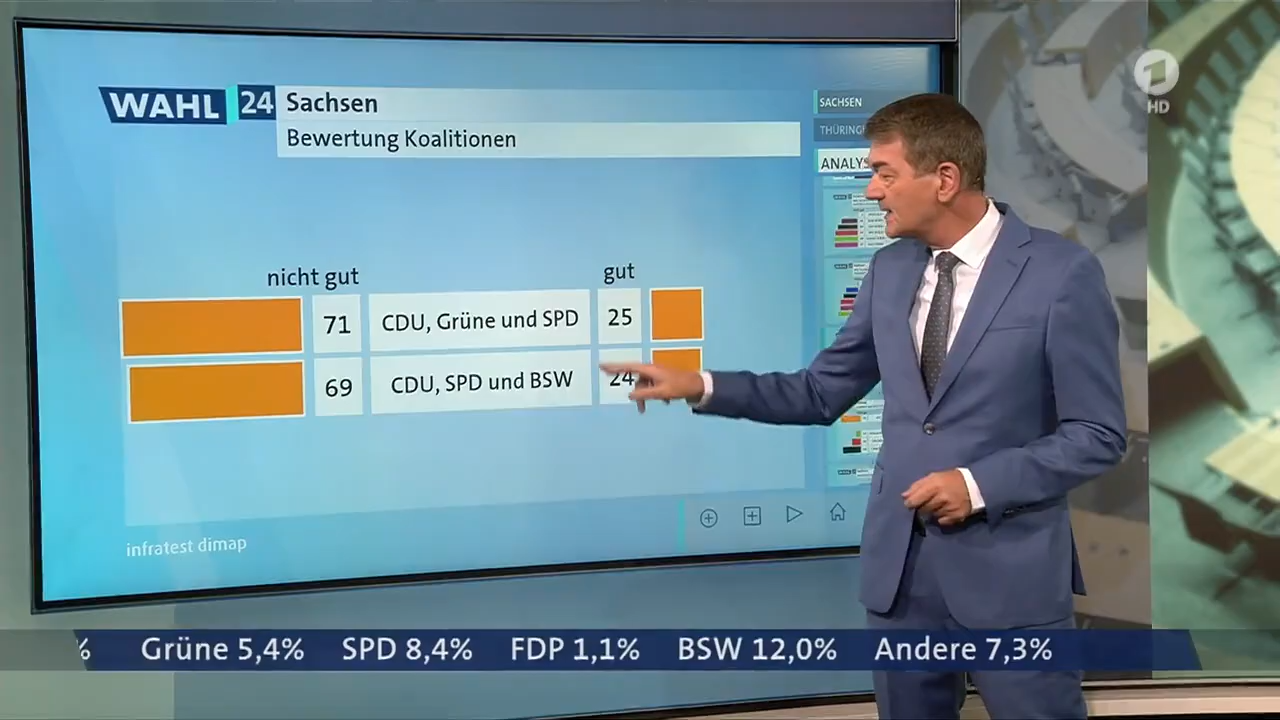 WAHL 24 Sachsen
Bewertung Koalitionen
nicht gut gut
71 CDU, Grüne und SPD 25
69 CDU, SPD und BSW 24
infratest dimap
SACHSEN
1
HD
% Grüne 5,4% SPD 8,4% FDP 1,1% BSW 12,0% Andere 7,3%